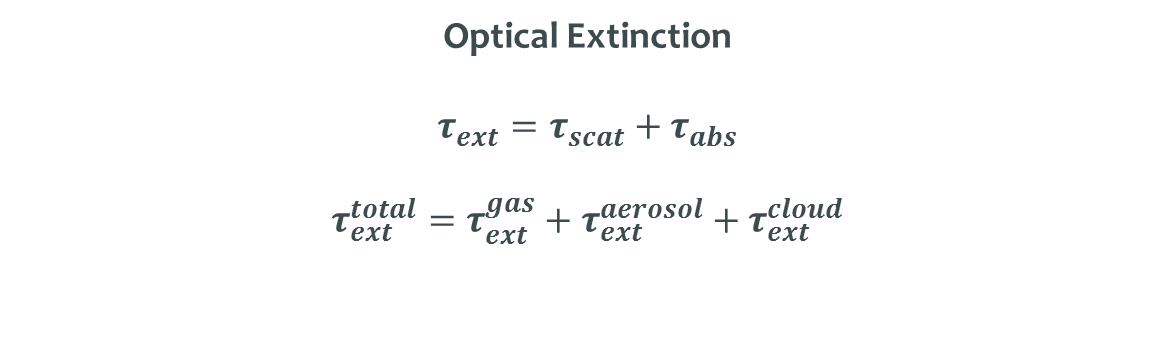 Optical Extinction
τ_ext = τ_scat + τ_abs
τ_ext^total = τ_ext^gas + τ_ext^aerosol + τ_ext^cloud